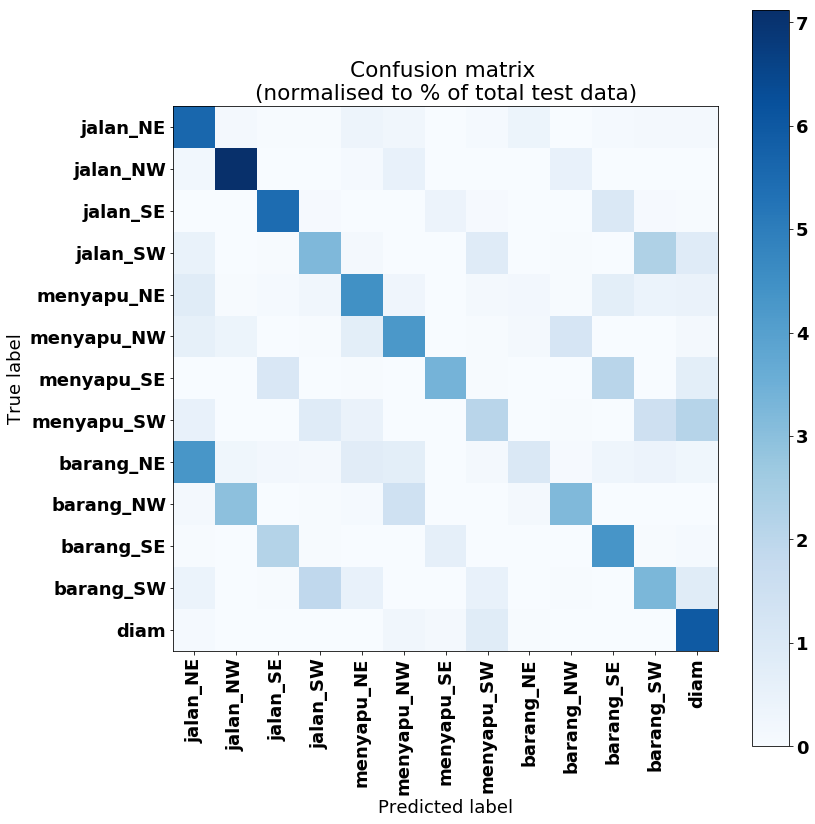 Confusion matrix
(normalised to % of total test data)
True label
jalan_NE
jalan_NW
jalan_SE
jalan_SW
menyapu_NE
menyapu_NW
menyapu_SE
menyapu_SW
barang_NE
barang_NW
barang_SE
barang_SW
diam
jalan_NE
jalan_NW
jalan_SE
jalan_SW
menyapu_NE
menyapu_NW
menyapu_SE
menyapu_SW
barang_NE
barang_NW
barang_SE
barang_SW
diam
Predicted label
7
6
5
4
3
2
1
0